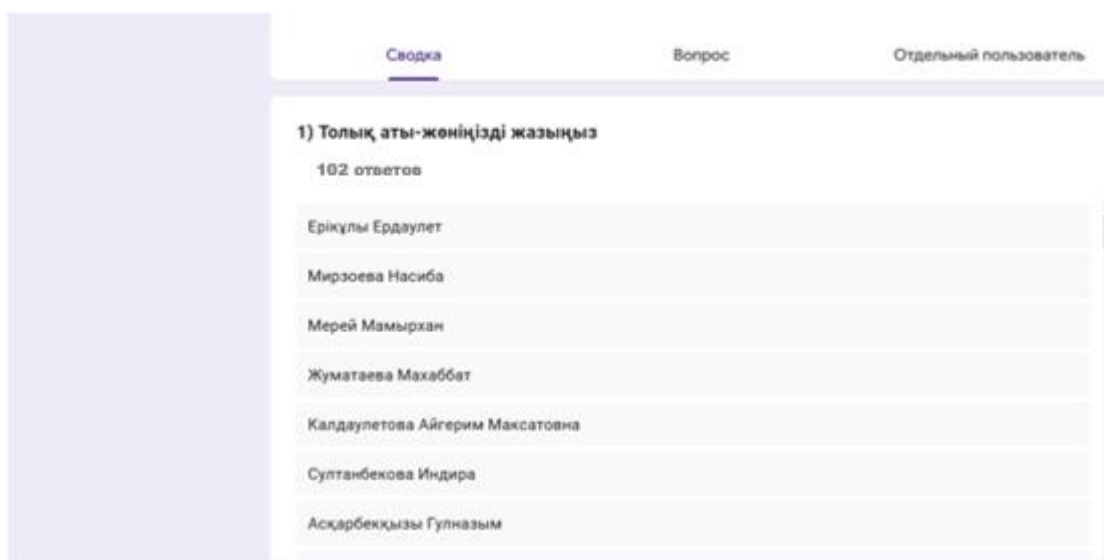 Сводка Вопрос Отдельный пользователь
1) Толық аты-жөніңізді жазыңыз
102 ответов
Ерікұлы Ердаулет
Мирзоева Насиба
Мерей Мамырхан
Жуматаева Махаббат
Калдаулетова Айгерим Максатовна
Султанбекова Индира
Асқарбекқызы Гулназым